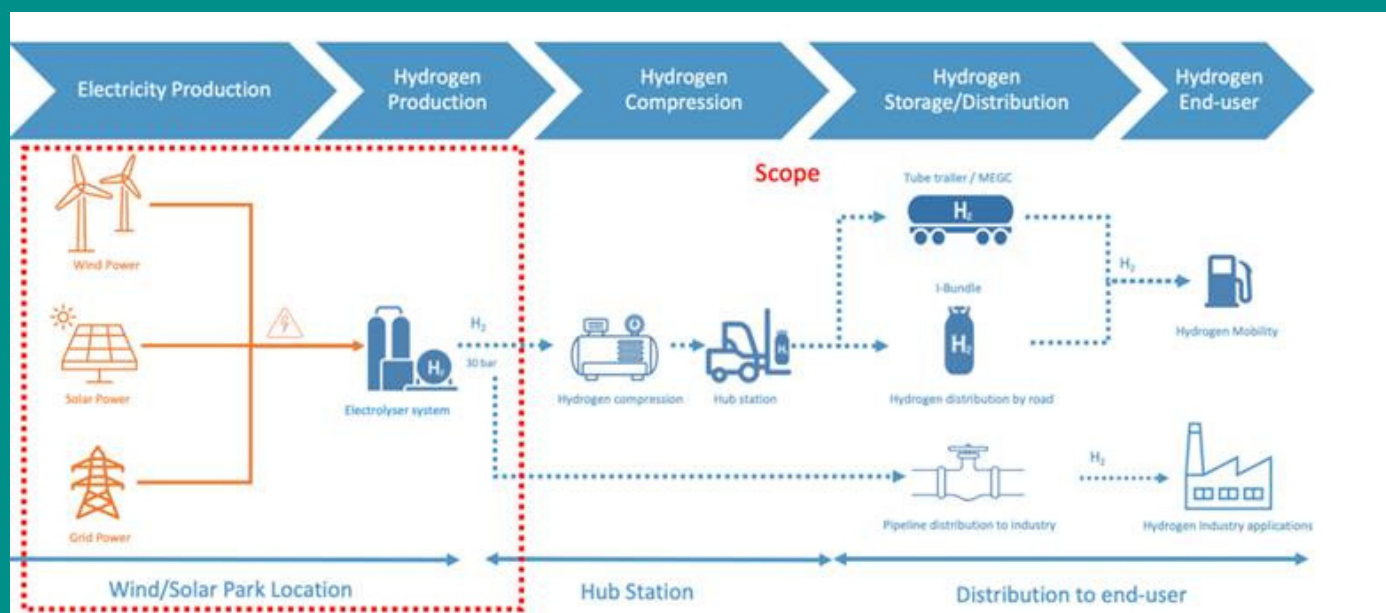 Electricity Production
Hydrogen
Production
Hydrogen
Compression
Hydrogen
Storage/Distribution
Hydrogen
End-user
Scope
Wind Power
Solar Power
Grid Power
Electrolyser system
H₂
H₂
30 bar
Hydrogen compression
H
Hub station
Tube trailer / MEGC
H₂
I-Bundle
H₂
Hydrogen distribution by road
H₂
Hydrogen Mobility
Pipeline distribution to industry
H₂
Hydrogen Industry applications
Wind/Solar Park Location
Hub Station
Distribution to end-user